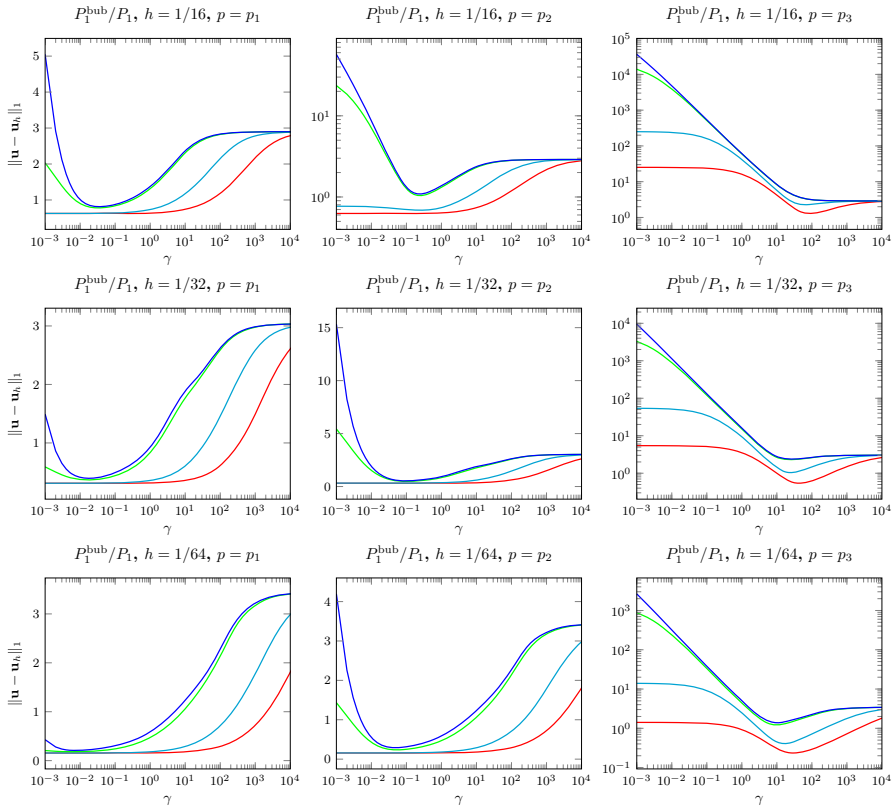 P_1^bub/P_1, h = 1/16, p = p_1
P_1^bub/P_1, h = 1/16, p = p_2
P_1^bub/P_1, h = 1/16, p = p_3
‖u − u_h‖_1
5
4
3
2
1
10^1
10^0
10^5
10^4
10^3
10^2
10^1
10^0
10^−3 10^−2 10^−1 10^0 10^1 10^2 10^3 10^4
10^−3 10^−2 10^−1 10^0 10^1 10^2 10^3 10^4
10^−3 10^−2 10^−1 10^0 10^1 10^2 10^3 10^4
γ
γ
γ
P_1^bub/P_1, h = 1/32, p = p_1
P_1^bub/P_1, h = 1/32, p = p_2
P_1^bub/P_1, h = 1/32, p = p_3
‖u − u_h‖_1
3
2
1
15
10
5
0
10^4
10^3
10^2
10^1
10^0
10^−3 10^−2 10^−1 10^0 10^1 10^2 10^3 10^4
10^−3 10^−2 10^−1 10^0 10^1 10^2 10^3 10^4
10^−3 10^−2 10^−1 10^0 10^1 10^2 10^3 10^4
γ
γ
γ
P_1^bub/P_1, h = 1/64, p = p_1
P_1^bub/P_1, h = 1/64, p = p_2
P_1^bub/P_1, h = 1/64, p = p_3
‖u − u_h‖_1
3
2
1
0
4
3
2
1
0
10^3
10^2
10^1
10^0
10^−1
10^−3 10^−2 10^−1 10^0 10^1 10^2 10^3 10^4
10^−3 10^−2 10^−1 10^0 10^1 10^2 10^3 10^4
10^−3 10^−2 10^−1 10^0 10^1 10^2 10^3 10^4
γ
γ
γ